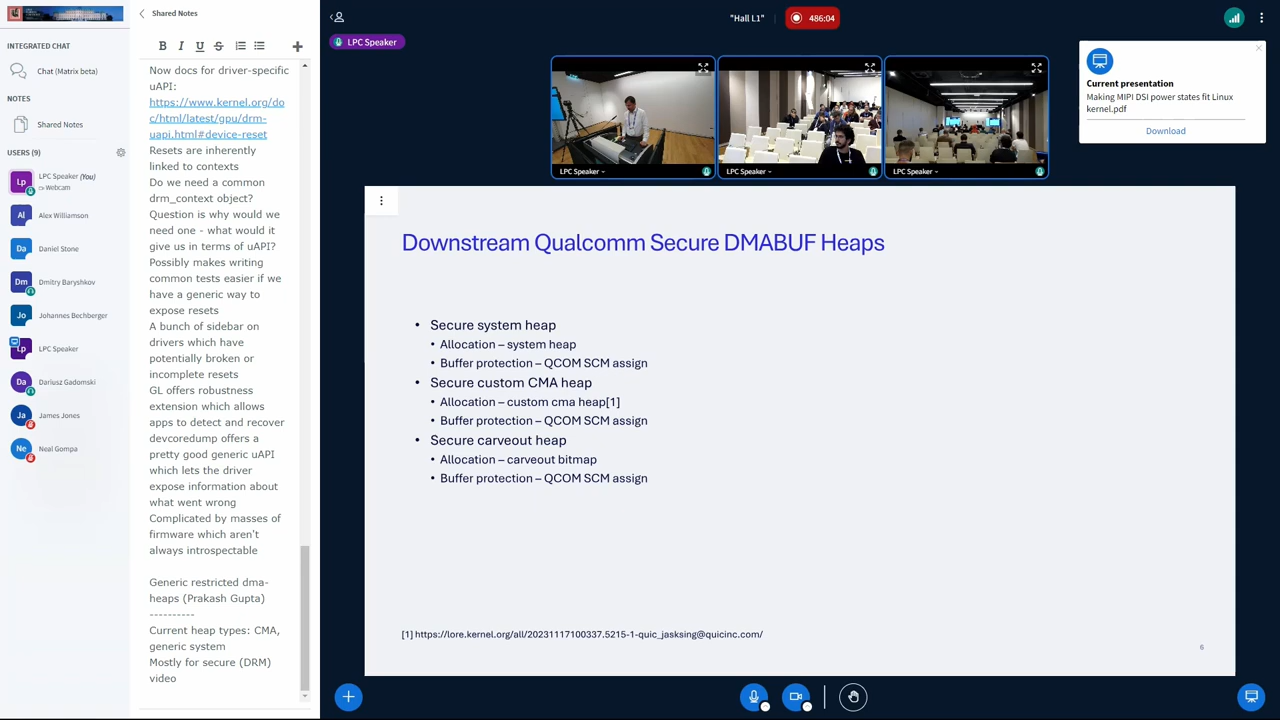 INTEGRATED CHAT
Chat (Matrix beta)
NOTES
Shared Notes
USERS (9)
Lp
LPC Speaker (You)
Webcam
Al
Alex Williamson
Da
Daniel Stone
Dm
Dmitry Baryshkov
Jo
Johannes Bechberger
Lp
LPC Speaker
Da
Dariusz Gadomski
Ja
James Jones
Ne
Neal Gompa
Shared Notes
B I U S
Now docs for driver-specific
uAPI:
https://www.kernel.org/do
c/html/latest/gpu/drm-
uapi.html#device-reset
Resets are inherently
linked to contexts
Do we need a common
drm_context object?
Question is why would we
need one - what would it
give us in terms of uAPI?
Possibly makes writing
common tests easier if we
have a generic way to
expose resets
A bunch of sidebar on
drivers which have
potentially broken or
incomplete resets
GL offers robustness
extension which allows
apps to detect and recover
devcoredump offers a
pretty good generic uAPI
which lets the driver
expose information about
what went wrong
Complicated by masses of
firmware which aren't
always introspectable
Generic restricted dma-
heaps (Prakash Gupta)
----------
Current heap types: CMA,
generic system
Mostly for secure (DRM)
video
"Hall L1"
486:04
LPC Speaker
LPC Speaker
LPC Speaker
LPC Speaker
Current presentation
Making MIPI DSI power states fit Linux
kernel.pdf
Download
Downstream Qualcomm Secure DMABUF Heaps
• Secure system heap
• Allocation – system heap
• Buffer protection – QCOM SCM assign
• Secure custom CMA heap
• Allocation – custom cma heap[1]
• Buffer protection – QCOM SCM assign
• Secure carveout heap
• Allocation – carveout bitmap
• Buffer protection – QCOM SCM assign
[1] https://lore.kernel.org/all/20231117100337.5215-1-quic_jasksing@quicinc.com/
6